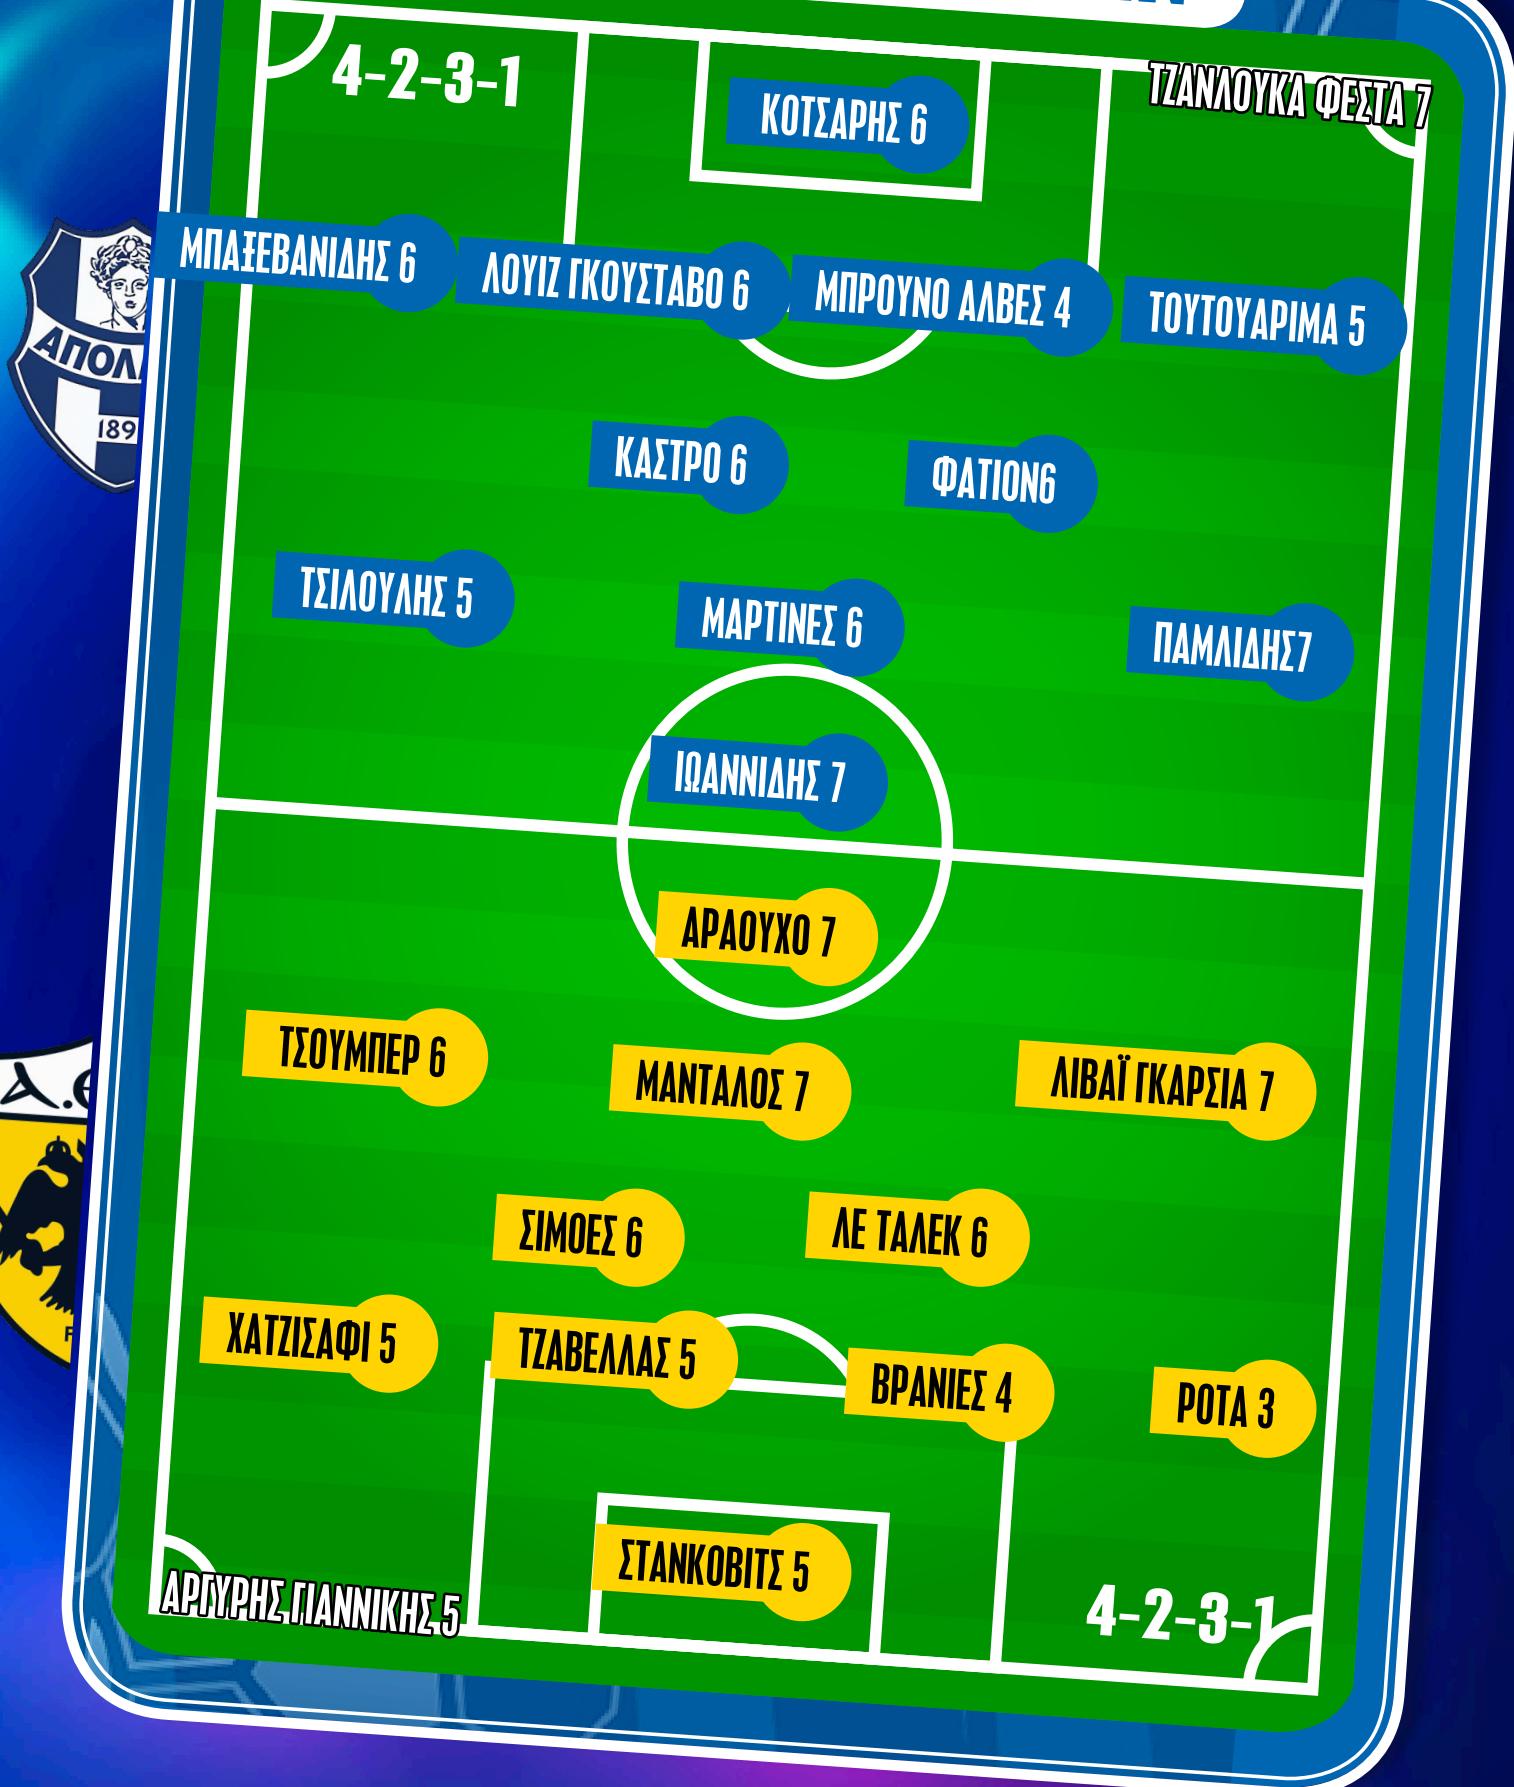 4-2-3-1
ΤΖΑΝΛΟΥΚΑ ΦΕΣΤΑ 7
ΚΟΤΣΑΡΗΣ 6
ΜΠΑΞΕΒΑΝΙΔΗΣ 6
ΛΟΥΙΖ ΓΚΟΥΣΤΑΒΟ 6
ΜΠΡΟΥΝΟ ΑΛΒΕΣ 4
ΤΟΥΤΟΥΑΡΙΜΑ 5
ΑΠΟΛ
189
ΚΑΣΤΡΟ 6
ΦΑΤΙΟΝ6
ΤΣΙΛΟΥΛΗΣ 5
ΜΑΡΤΙΝΕΣ 6
ΠΑΜΛΙΔΗΣ7
ΙΩΑΝΝΙΔΗΣ 7
ΑΡΑΟΥΧΟ 7
ΤΣΟΥΜΠΕΡ 6
ΜΑΝΤΑΛΟΣ 7
ΛΙΒΑΪ ΓΚΑΡΣΙΑ 7
Α.
ΣΙΜΟΕΣ 6
ΛΕ ΤΑΛΕΚ 6
ΧΑΤΖΙΣΑΦΙ 5
ΤΖΑΒΕΛΛΑΣ 5
ΒΡΑΝΙΕΣ 4
ΡΟΤΑ 3
F
ΣΤΑΝΚΟΒΙΤΣ 5
ΑΡΓΥΡΗΣ ΓΙΑΝΝΙΚΗΣ 5
4-2-3-1